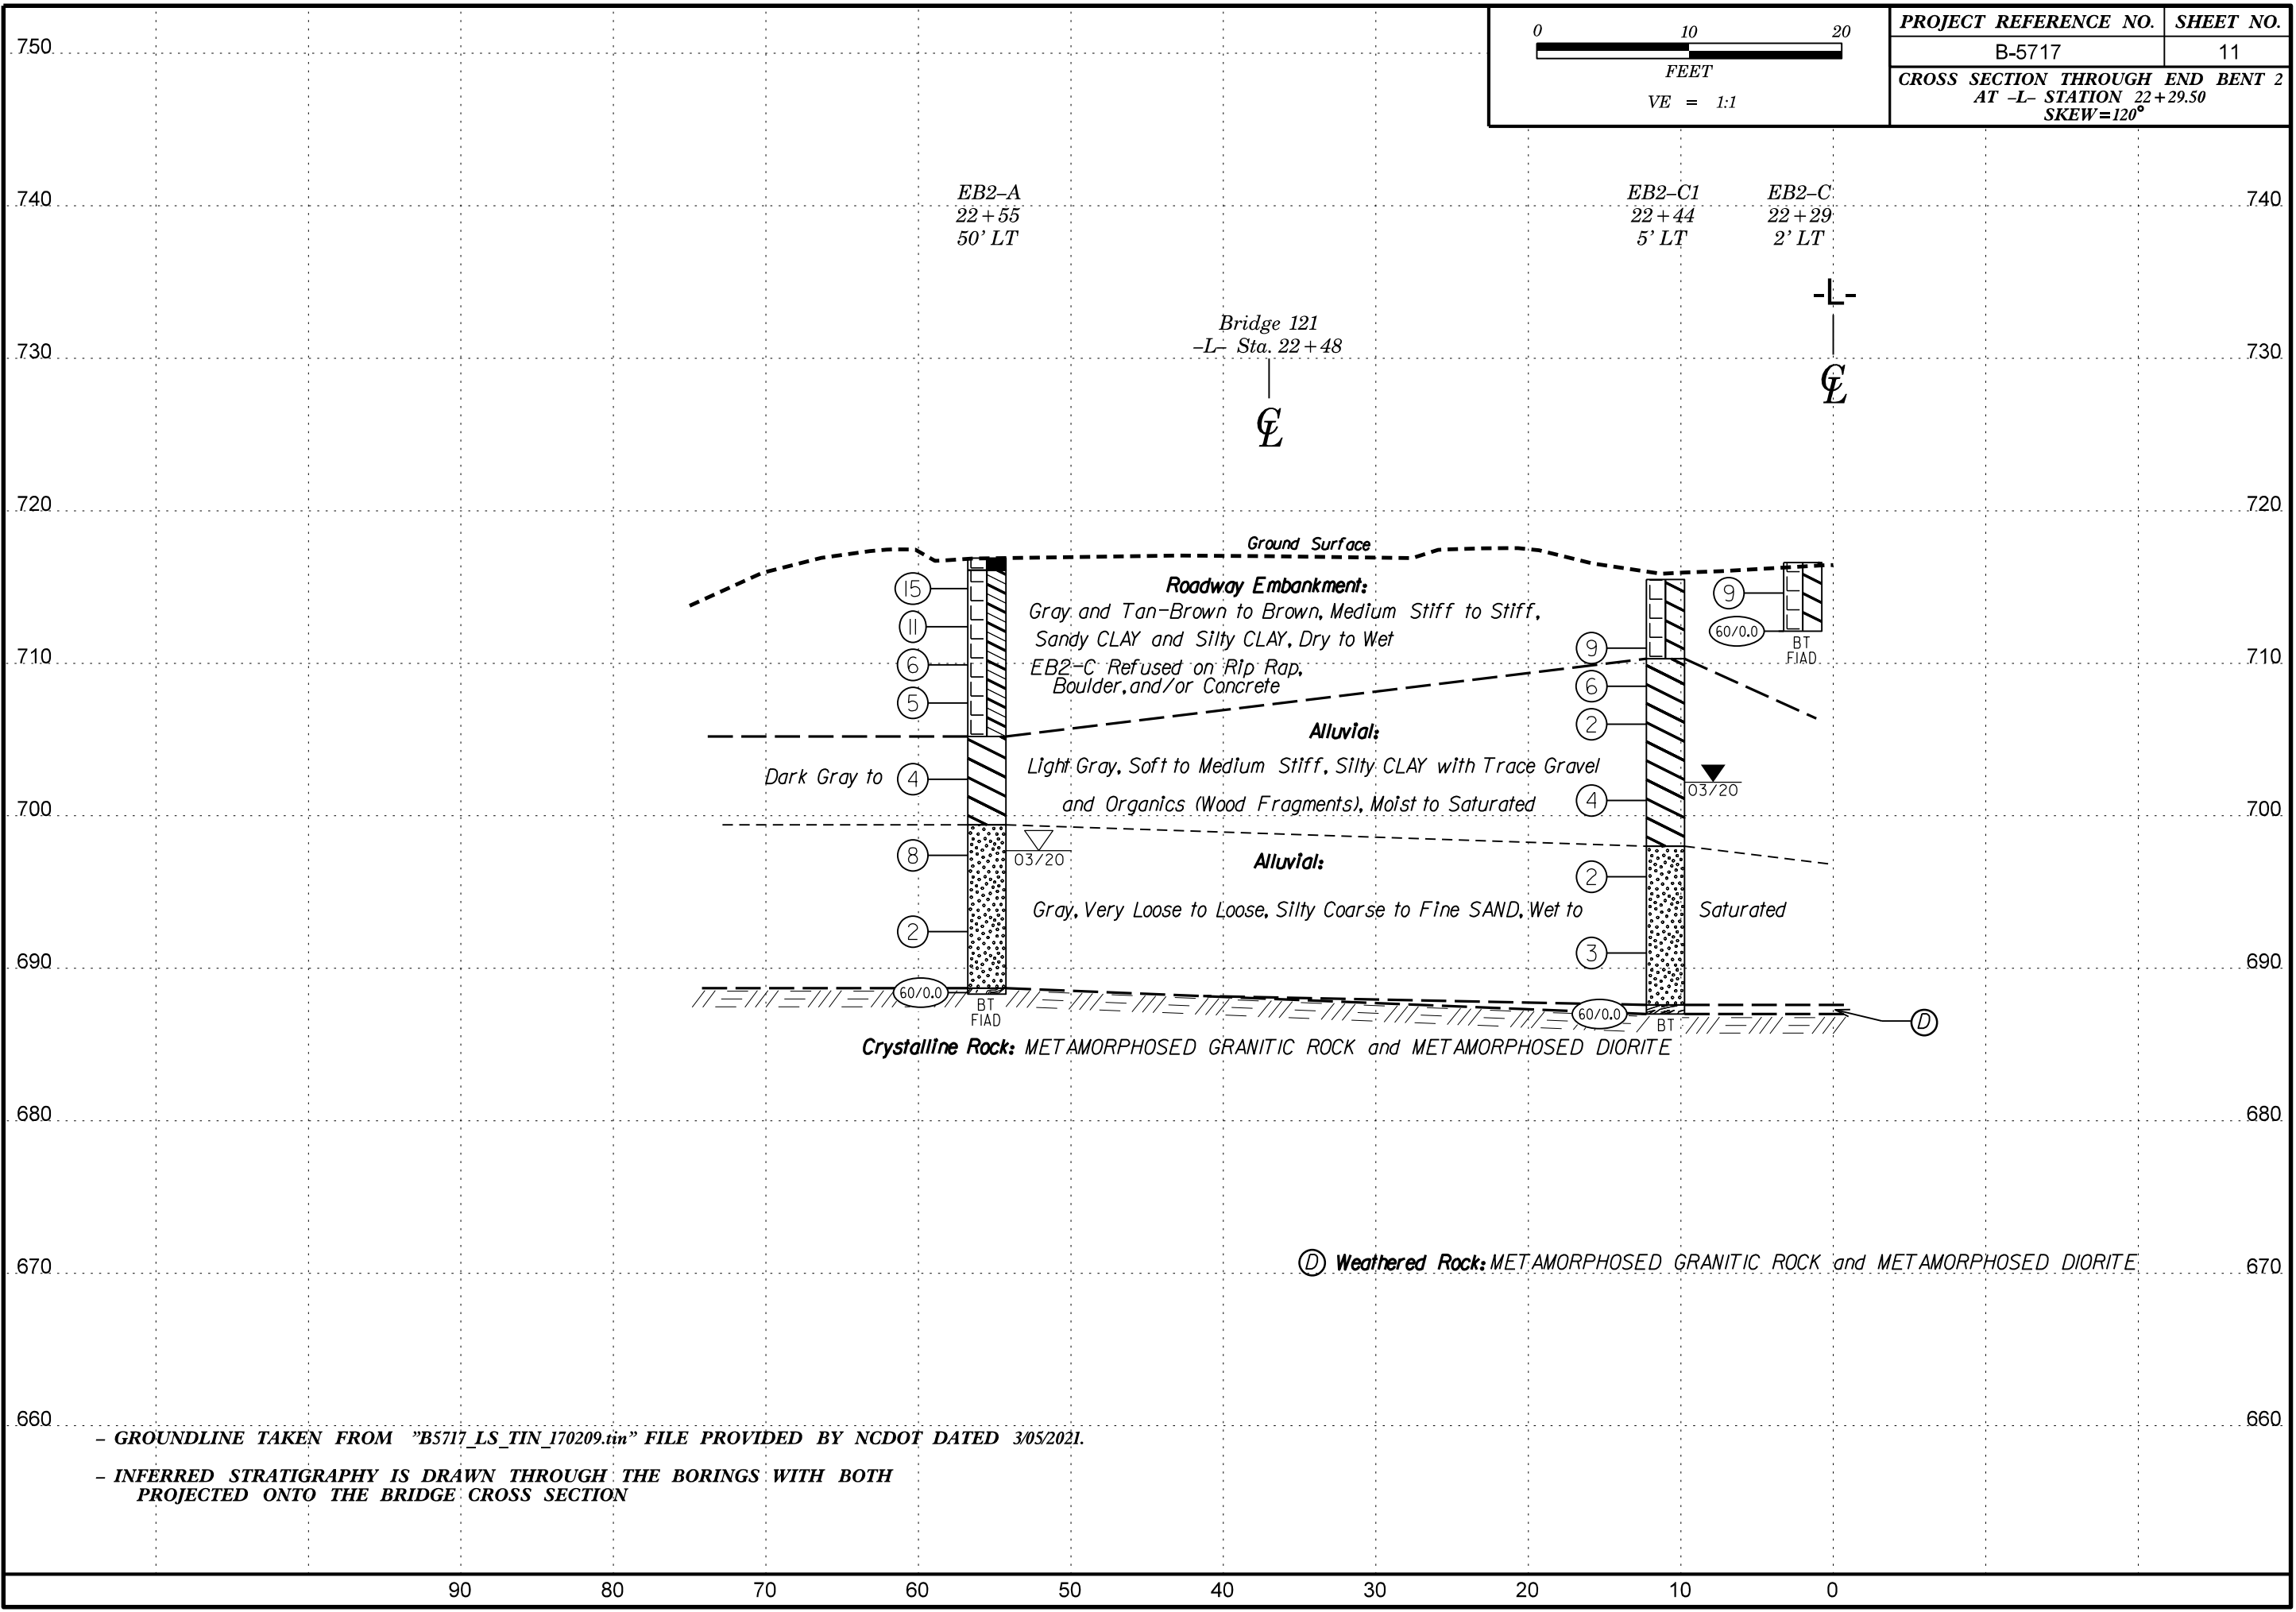 0 10 20
FEET
VE = 1:1
PROJECT REFERENCE NO. SHEET NO.
B-5717 11
CROSS SECTION THROUGH END BENT 2
AT -L- STATION 22+29.50
SKEW=120°
750
740 740
730 730
720 720
710 710
700 700
690 690
680 680
670 670
660 660
EB2-A
22+55
50' LT
EB2-C1
22+44
5' LT
EB2-C
22+29
2' LT
-L-
CL
Bridge 121
-L- Sta. 22+48
CL
Ground Surface
Roadway Embankment:
Gray and Tan-Brown to Brown, Medium Stiff to Stiff,
Sandy CLAY and Silty CLAY, Dry to Wet
EB2-C Refused on Rip Rap,
Boulder, and/or Concrete
15
11
6
5
4
8
2
60/0.0
BT
FIAD
03/20
9
6
2
4
2
3
60/0.0
BT
03/20
9
60/0.0
BT
FIAD
Alluvial:
Dark Gray to Light Gray, Soft to Medium Stiff, Silty CLAY with Trace Gravel
and Organics (Wood Fragments), Moist to Saturated
Alluvial:
Gray, Very Loose to Loose, Silty Coarse to Fine SAND, Wet to Saturated
D
Crystalline Rock: METAMORPHOSED GRANITIC ROCK and METAMORPHOSED DIORITE
D Weathered Rock: METAMORPHOSED GRANITIC ROCK and METAMORPHOSED DIORITE
- GROUNDLINE TAKEN FROM "B5717_LS_TIN_170209.tin" FILE PROVIDED BY NCDOT DATED 3/05/2021.
- INFERRED STRATIGRAPHY IS DRAWN THROUGH THE BORINGS WITH BOTH
PROJECTED ONTO THE BRIDGE CROSS SECTION
90 80 70 60 50 40 30 20 10 0